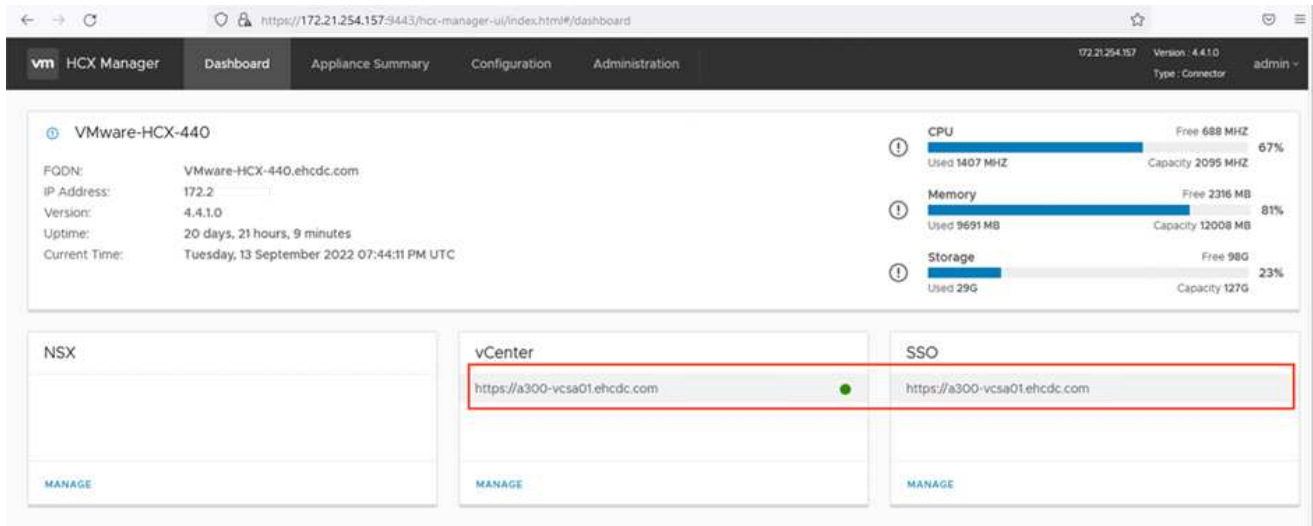 https://172.21.254.157:9443/hcx-manager-ui/index.html#/dashboard
vm HCX Manager Dashboard Appliance Summary Configuration Administration 172.21.254.157 Version : 4.4.1.0 admin
Type : Connector
VMware-HCX-440
FQDN: VMware-HCX-440.ehcdc.com
IP Address: 172.2
Version: 4.4.1.0
Uptime: 20 days, 21 hours, 9 minutes
Current Time: Tuesday, 13 September 2022 07:44:11 PM UTC
CPU Free 688 MHZ
67%
Used 1407 MHZ Capacity 2095 MHZ
Memory Free 2316 MB
81%
Used 9691 MB Capacity 12008 MB
Storage Free 98G
23%
Used 29G Capacity 127G
NSX
MANAGE
vCenter
https://a300-vcsa01.ehcdc.com
MANAGE
SSO
https://a300-vcsa01.ehcdc.com
MANAGE